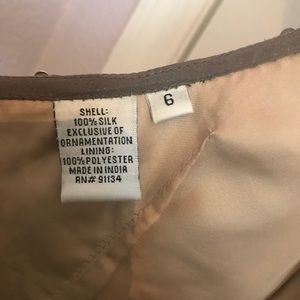 SHELL:
100% SILK
EXCLUSIVE OF
ORNAMENTATION
LINING:
100% POLYESTER
MADE IN INDIA
RN# 91134
6